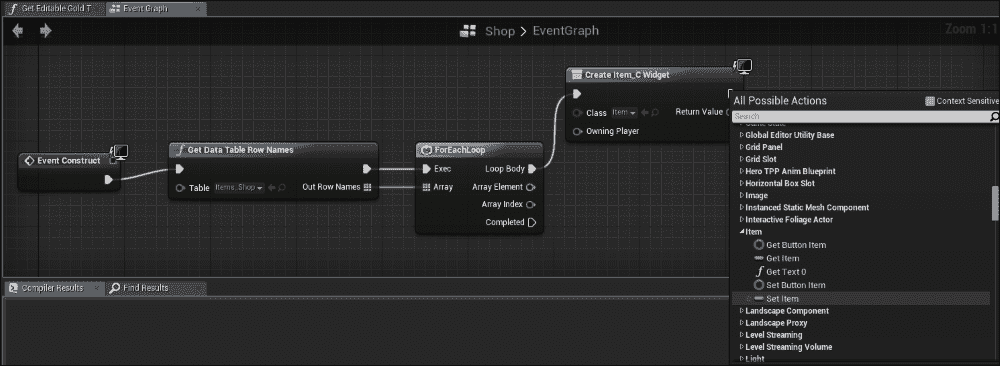 Get Editable Gold T
Event Graph
Shop > EventGraph
Zoom 1:1
Create Item_C Widget
Class Item
Return Value
Owning Player
All Possible Actions
Context Sensitive
Search
Global Editor Utility Base
Grid Panel
Grid Slot
Hero TPP Anim Blueprint
Horizontal Box Slot
Image
Instanced Static Mesh Component
Interactive Foliage Actor
Item
Get Button Item
Get Item
Get Text 0
Set Button Item
Set Item
Landscape Component
Landscape Proxy
Level Streaming
Level Streaming Volume
Light
Event Construct
Get Data Table Row Names
Table Items_Shop
Out Row Names
ForEachLoop
Exec
Loop Body
Array
Array Element
Array Index
Completed
Compiler Results
Find Results